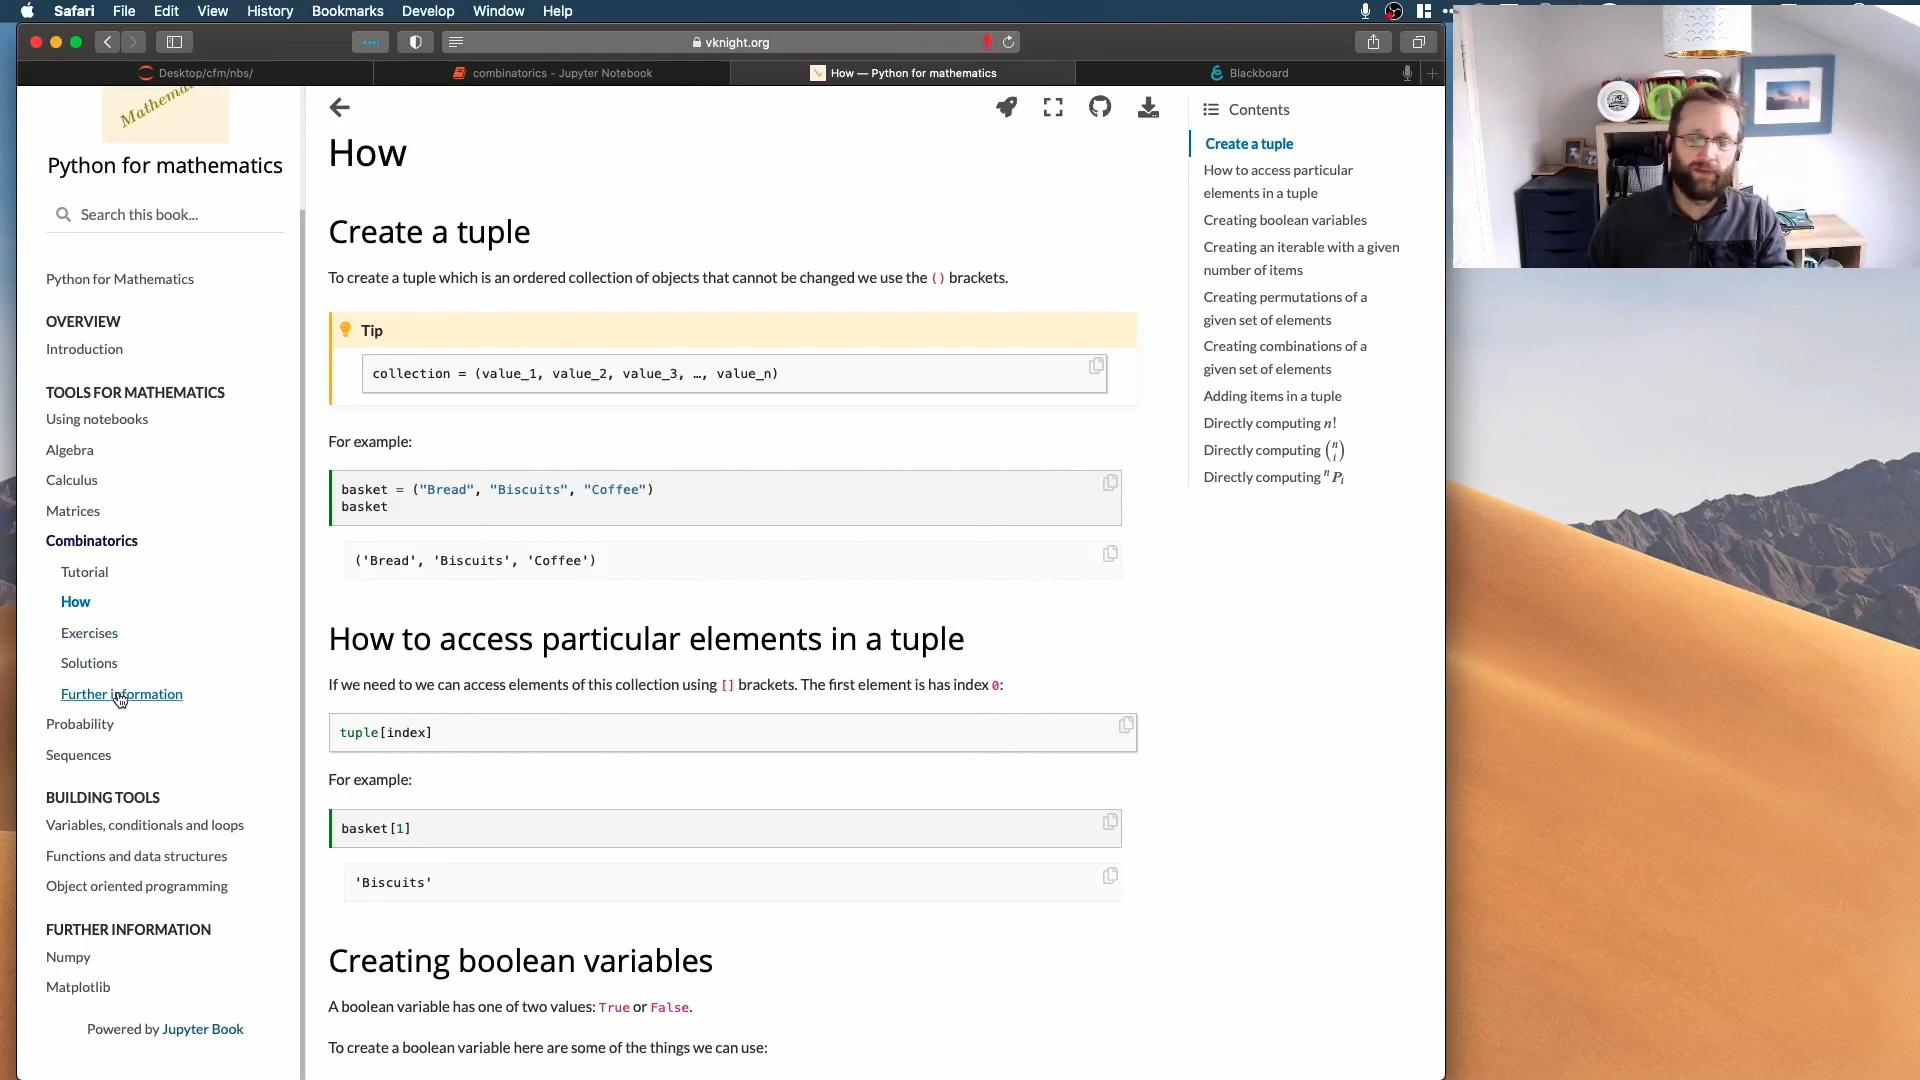 Safari File Edit View History Bookmarks Develop Window Help
vknight.org
Desktop/cfm/nbs/
combinatorics - Jupyter Notebook
How — Python for mathematics
Blackboard
Python for mathematics
Search this book...
Python for Mathematics
OVERVIEW
Introduction
TOOLS FOR MATHEMATICS
Using notebooks
Algebra
Calculus
Matrices
Combinatorics
Tutorial
How
Exercises
Solutions
Further information
Probability
Sequences
BUILDING TOOLS
Variables, conditionals and loops
Functions and data structures
Object oriented programming
FURTHER INFORMATION
Numpy
Matplotlib
Powered by Jupyter Book
How
Create a tuple
To create a tuple which is an ordered collection of objects that cannot be changed we use the () brackets.
Tip
collection = (value_1, value_2, value_3, …, value_n)
For example:
basket = ("Bread", "Biscuits", "Coffee")
basket
('Bread', 'Biscuits', 'Coffee')
How to access particular elements in a tuple
If we need to we can access elements of this collection using [] brackets. The first element is has index 0:
tuple[index]
For example:
basket[1]
'Biscuits'
Creating boolean variables
A boolean variable has one of two values: True or False.
To create a boolean variable here are some of the things we can use:
Contents
Create a tuple
How to access particular
elements in a tuple
Creating boolean variables
Creating an iterable with a given
number of items
Creating permutations of a
given set of elements
Creating combinations of a
given set of elements
Adding items in a tuple
Directly computing n!
Directly computing (n i)
Directly computing nPi